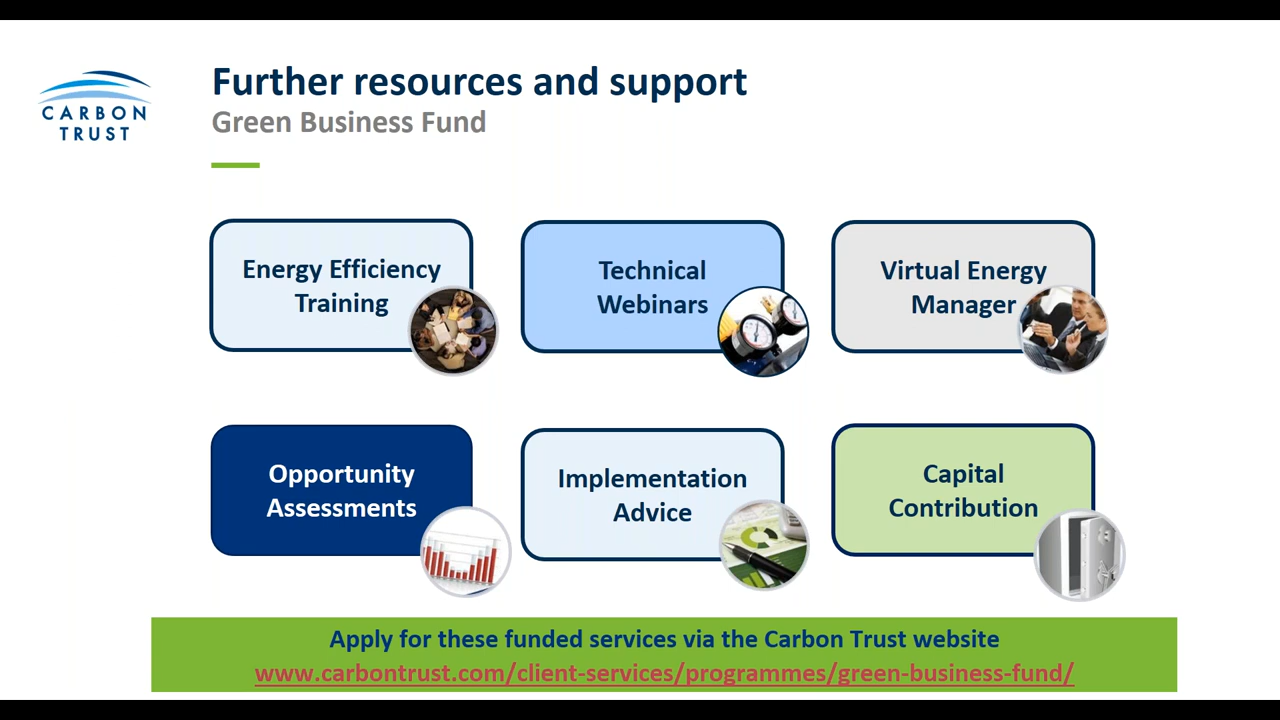 CARBON
TRUST
Further resources and support
Green Business Fund
Energy Efficiency
Training
Technical
Webinars
Virtual Energy
Manager
Opportunity
Assessments
Implementation
Advice
Capital
Contribution
Apply for these funded services via the Carbon Trust website
www.carbontrust.com/client-services/programmes/green-business-fund/